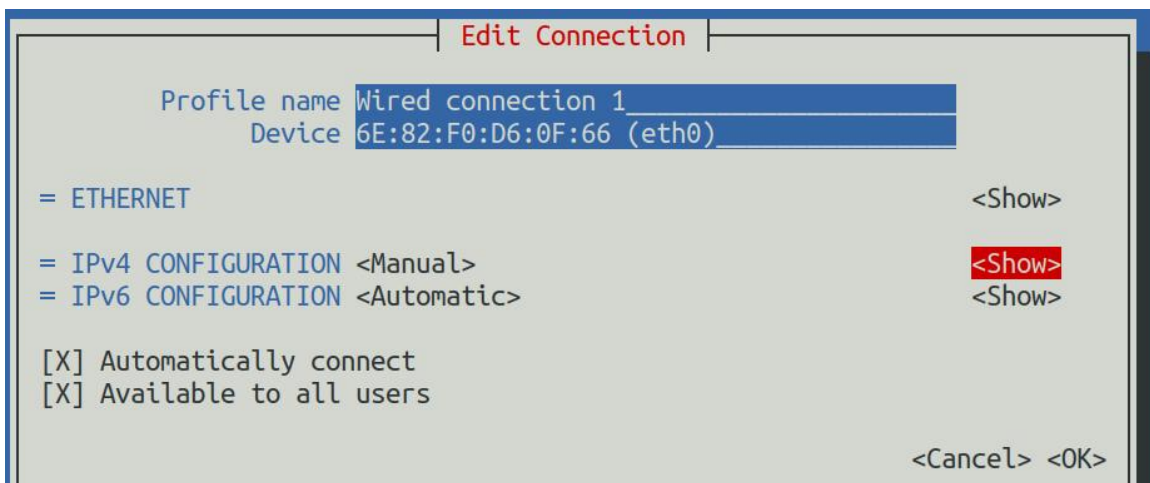 Edit Connection
Profile name Wired connection 1
Device 6E:82:F0:D6:0F:66 (eth0)
= ETHERNET <Show>
= IPv4 CONFIGURATION <Manual> <Show>
= IPv6 CONFIGURATION <Automatic> <Show>
[X] Automatically connect
[X] Available to all users
<Cancel> <OK>